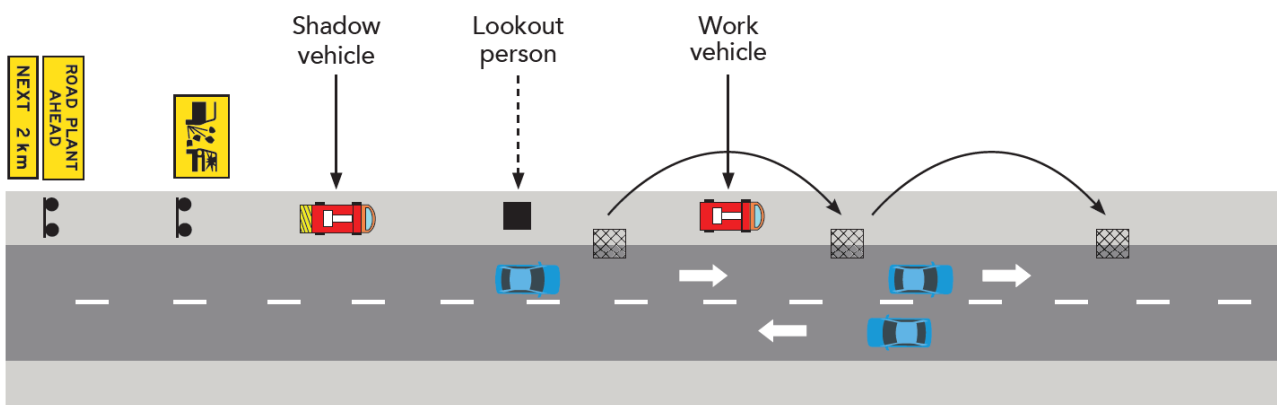 Shadow
vehicle
Lookout
person
Work
vehicle
ROAD PLANT
AHEAD
NEXT 2 km